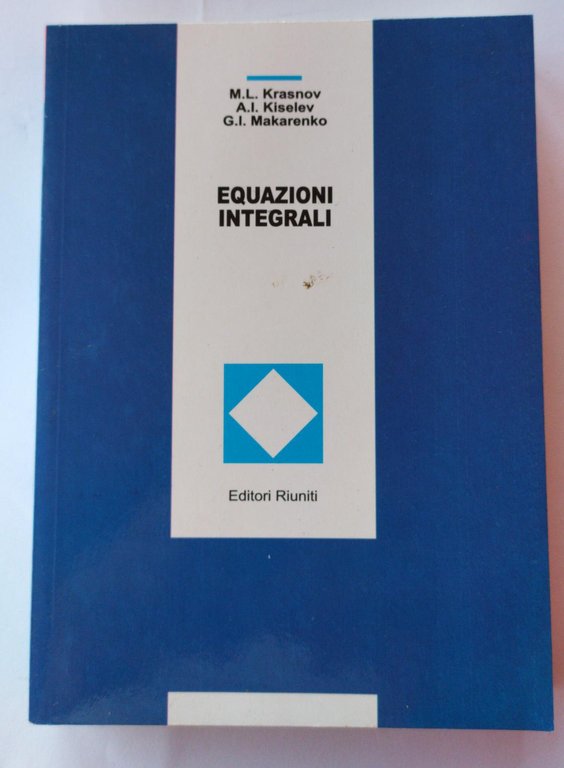 M.L. Krasnov
A.I. Kiselev
G.I. Makarenko
EQUAZIONI
INTEGRALI
Editori Riuniti